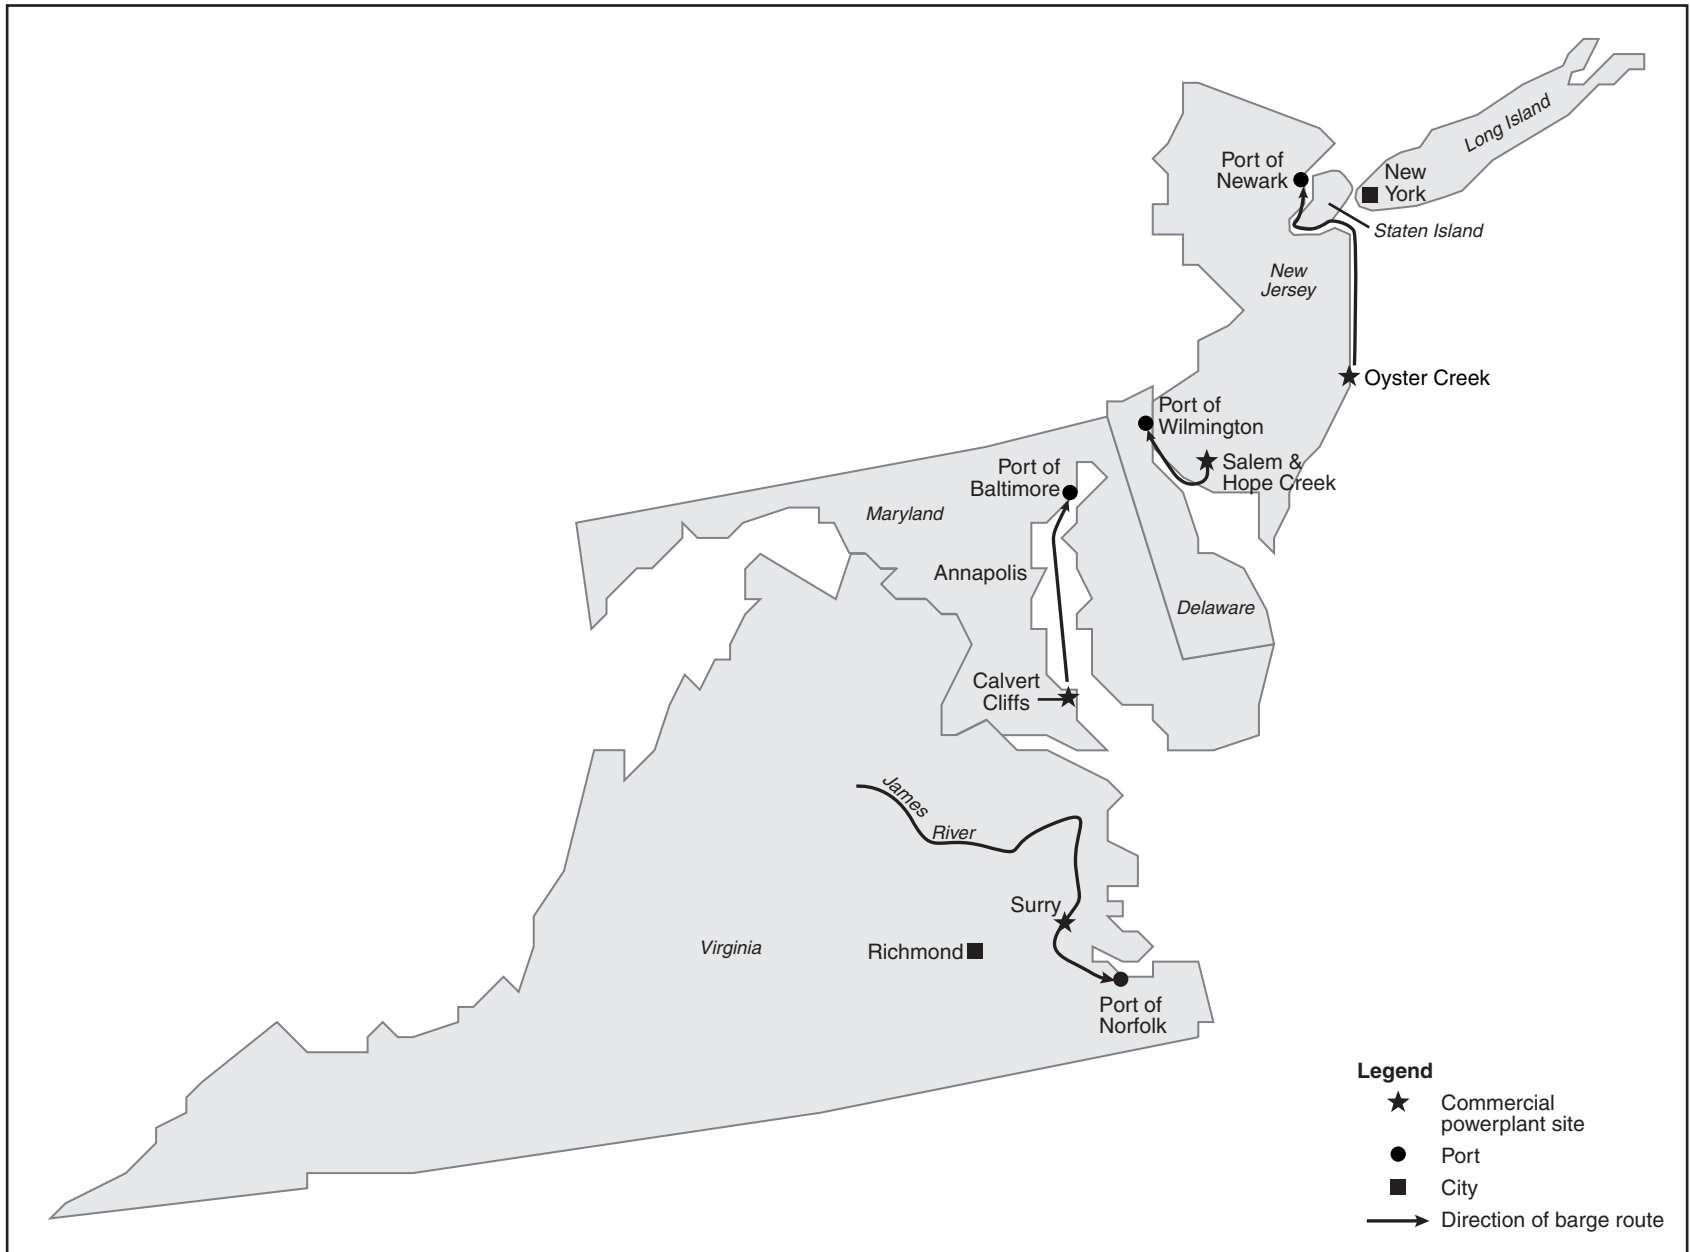 Long Island
Port of
Newark
New
York
Staten Island
New
Jersey
Oyster Creek
Port of
Wilmington
Salem &
Hope Creek
Port of
Baltimore
Maryland
Annapolis
Delaware
Calvert
Cliffs
James
River
Surry
Virginia
Richmond
Port of
Norfolk
Legend
Commercial
powerplant site
Port
City
Direction of barge route